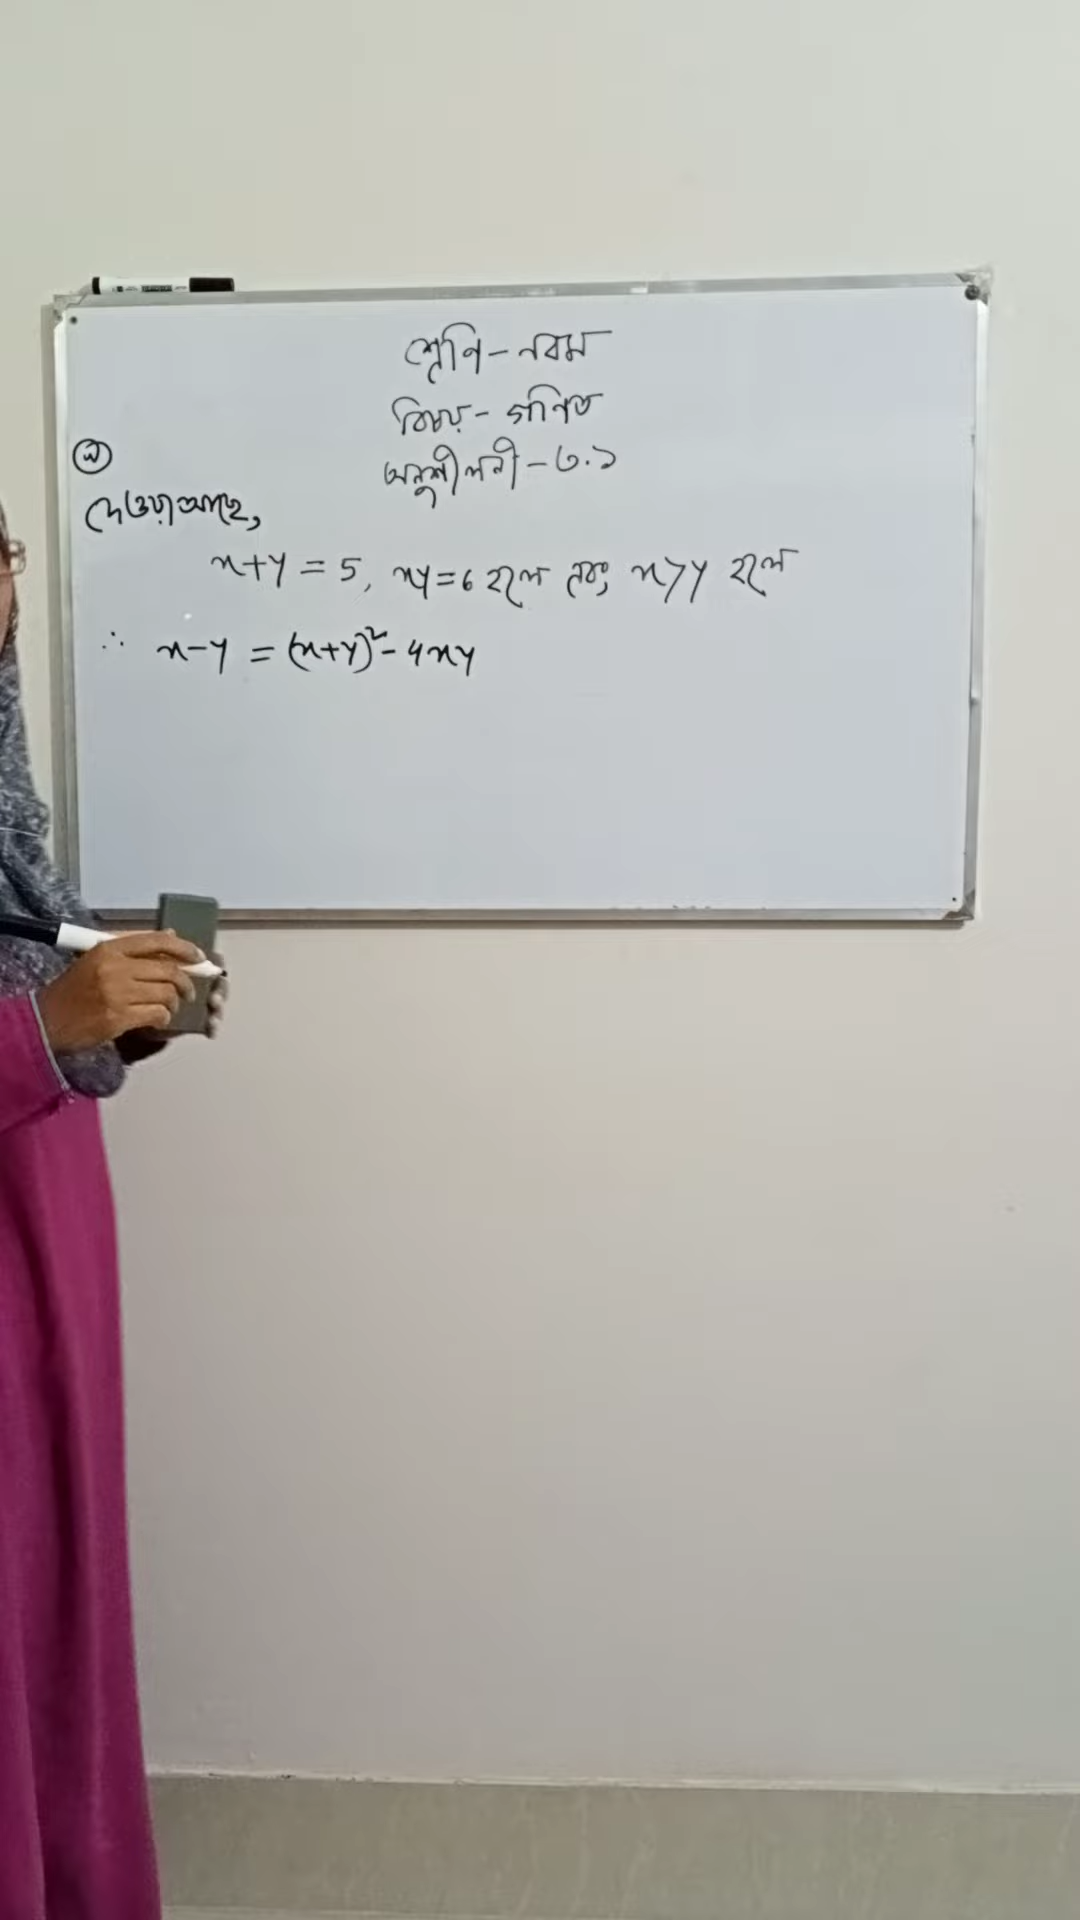 শ্রেণি - নবম
বিষয় - গণিত
অনুশীলনী - ৩.১
দেওয়া আছে,
x+y = 5, xy = 6 হলে এবং x>y হলে
∴ x-y = (x+y)² - 4xy